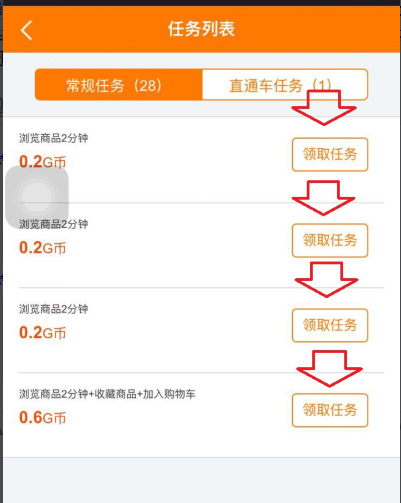 任务列表
常规任务（28）
直通车任务（1）
浏览商品2分钟
0.2G币
领取任务
浏览商品2分钟
0.2G币
领取任务
浏览商品2分钟
0.2G币
领取任务
浏览商品2分钟+收藏商品+加入购物车
0.6G币
领取任务